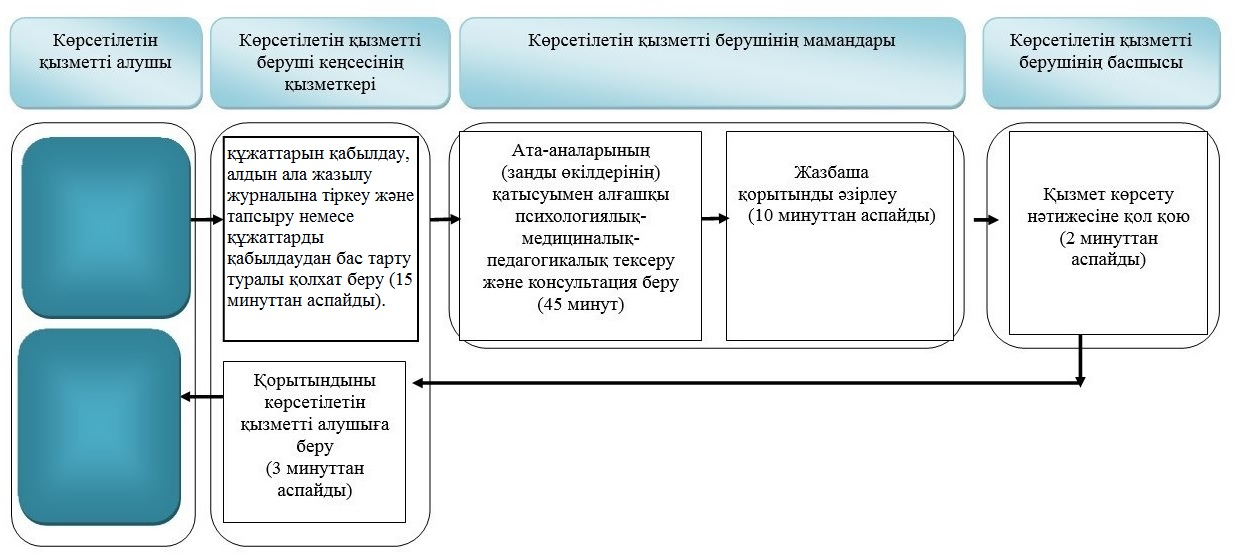 Көрсетілетін
қызметті алушы
Көрсетілетін қызметті
беруші кеңсесінің
қызметкері
Көрсетілетін қызметті берушінің мамандары
Көрсетілетін қызметті
берушінің басшысы
құжаттарын қабылдау,
алдын ала жазылу
журналына тіркеу және
тапсыру немесе
құжаттарды
қабылдаудан бас тарту
туралы қолхат беру (15
минуттан аспайды).
Ата-аналарының
(заңды өкілдерінің)
қатысуымен алғашқы
психологиялық-
медициналық-
педагогикалық тексеру
және консультация беру
(45 минут)
Жазбаша
қорытынды әзірлеу
(10 минуттан аспайды)
Қызмет көрсету
нәтижесіне қол қою
(2 минуттан
аспайды)
Қорытындыны
көрсетілетін
қызметті алушыға
беру
(3 минуттан
аспайды)